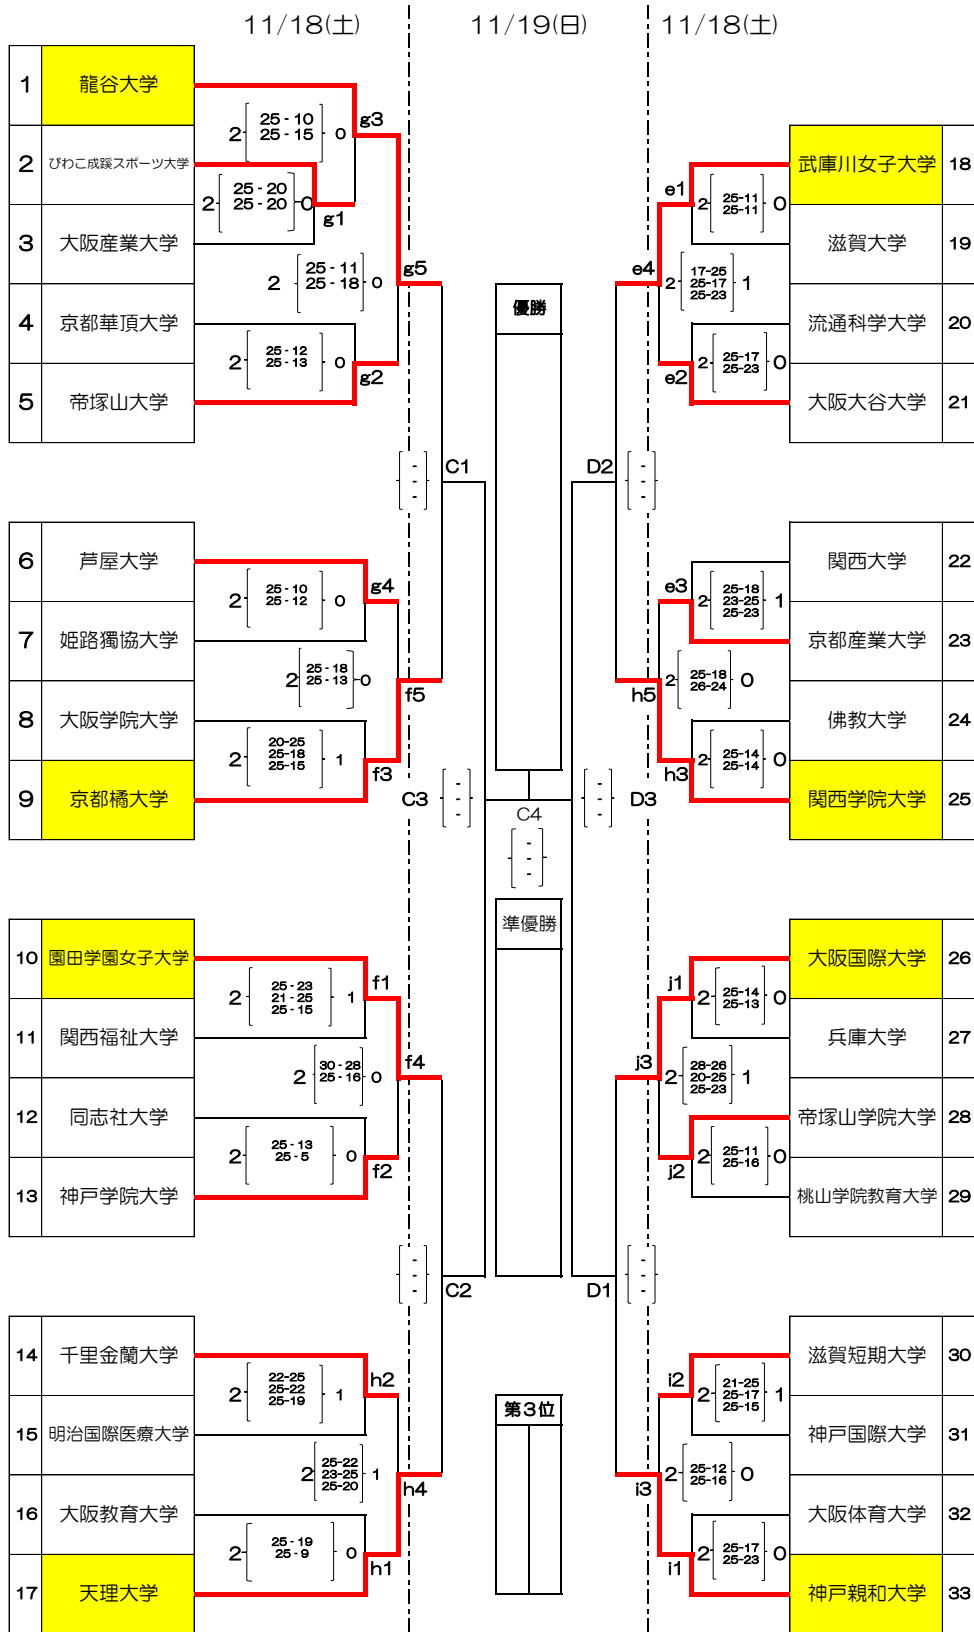 11/18(土) 11/19(日) 11/18(土)
1 龍谷大学
2 びわこ成蹊スポーツ大学
3 大阪産業大学
4 京都華頂大学
5 帝塚山大学
2 25-10 0
25-15
g3
2 25-20 0
25-20
g1
2 25-11 0
25-18
g5
2 25-12 0
25-13
g2
6 芦屋大学
7 姫路獨協大学
8 大阪学院大学
9 京都橘大学
2 25-10 0
25-12
g4
2 25-18 0
25-13
f5
2 20-25 1
25-18
25-15
f3
10 園田学園女子大学
11 関西福祉大学
12 同志社大学
13 神戸学院大学
2 25-23 1
21-25
25-15
f1
2 30-28 0
25-16
f4
2 25-13 0
25-5
f2
14 千里金蘭大学
15 明治国際医療大学
16 大阪教育大学
17 天理大学
2 22-25 1
25-22
25-19
h2
2 25-22 1
23-25
25-20
h4
2 25-19 0
25-9
h1
優勝
C1
D2
C3
D3
C4
準優勝
C2
D1
第3位
武庫川女子大学 18
滋賀大学 19
流通科学大学 20
大阪大谷大学 21
e1
2 25-11 0
25-11
e4
2 17-25 1
25-17
25-23
e2
2 25-17 0
25-23
関西大学 22
京都産業大学 23
佛教大学 24
関西学院大学 25
e3
2 25-18 1
23-25
25-23
h5
2 25-18 0
26-24
h3
2 25-14 0
25-14
大阪国際大学 26
兵庫大学 27
帝塚山学院大学 28
桃山学院教育大学 29
j1
2 25-14 0
25-13
j3
2 28-26 1
20-25
25-23
j2
2 25-11 0
25-16
滋賀短期大学 30
神戸国際大学 31
大阪体育大学 32
神戸親和大学 33
i2
2 21-25 1
25-17
25-15
i3
2 25-12 0
25-16
i1
2 25-17 0
25-23